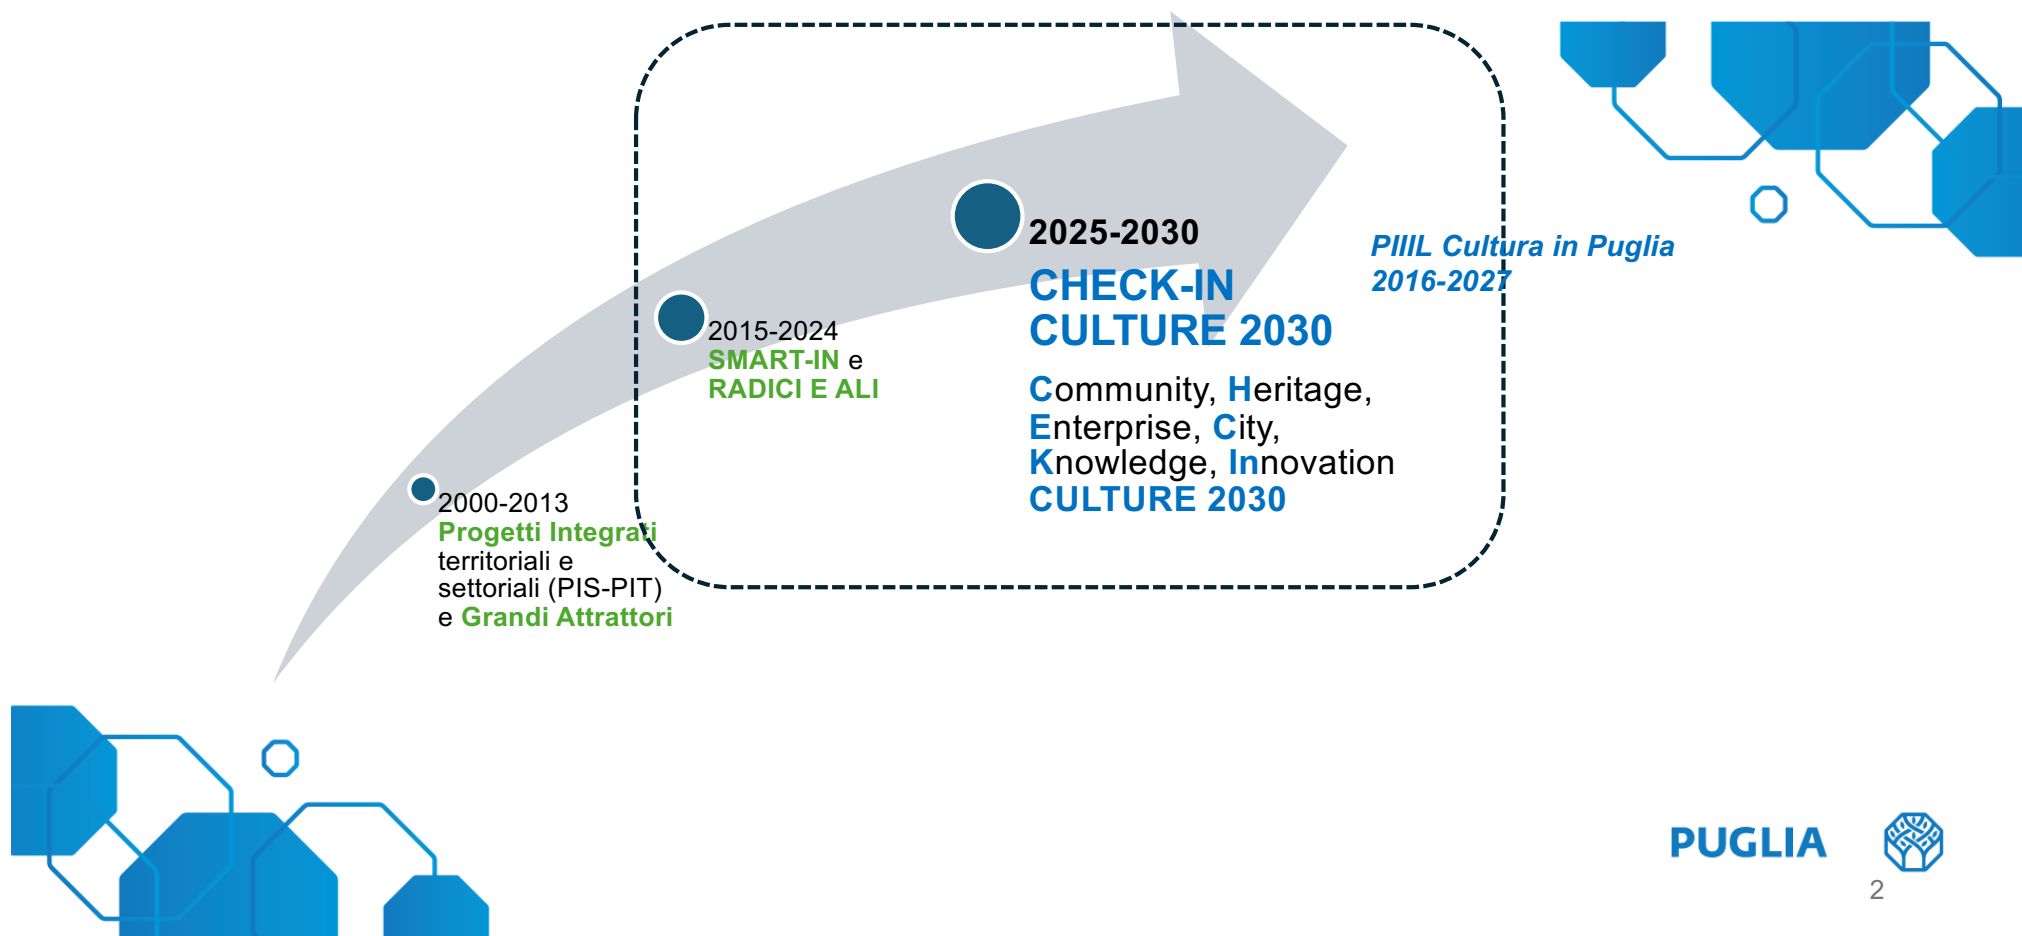 2000-2013
Progetti Integrati
territoriali e
settoriali (PIS-PIT)
e Grandi Attrattori
2015-2024
SMART-IN e
RADICI E ALI
2025-2030
CHECK-IN
CULTURE 2030
Community, Heritage,
Enterprise, City,
Knowledge, Innovation
CULTURE 2030
PIIIL Cultura in Puglia
2016-2027
PUGLIA
2